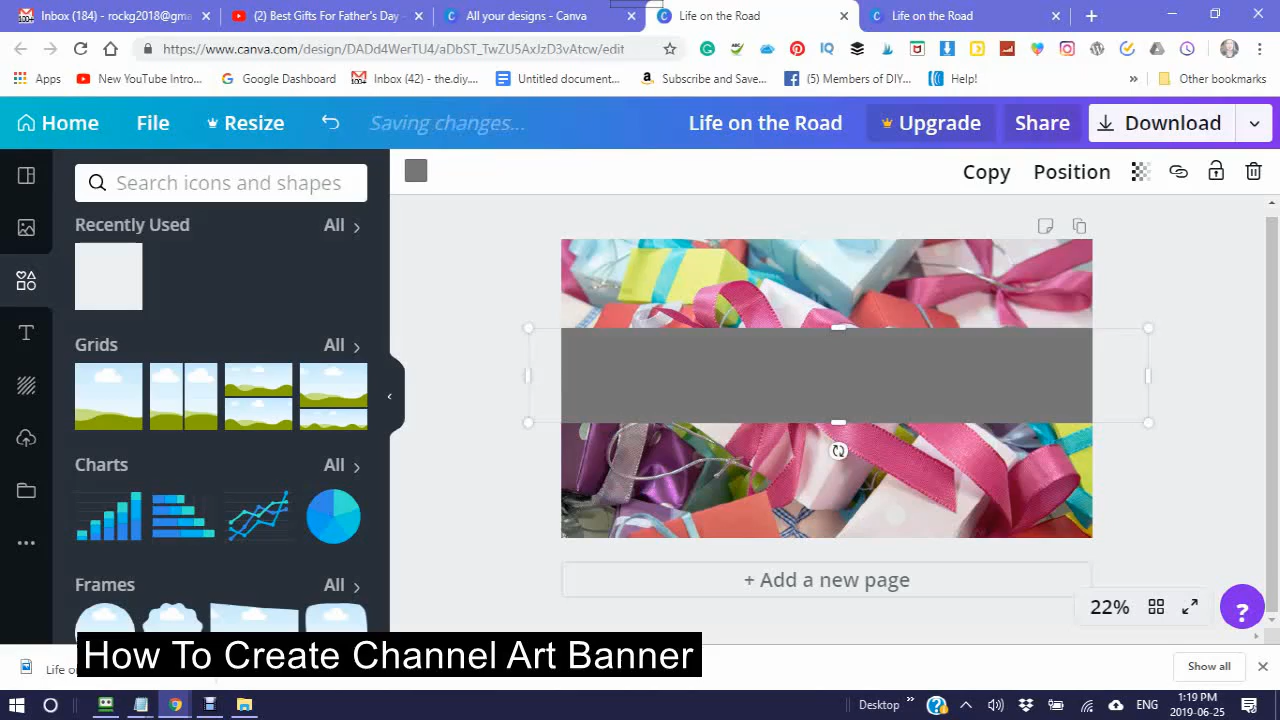 Inbox (184) - rockg2018@gma
(2) Best Gifts For Father's Day -
All your designs - Canva
Life on the Road
Life on the Road
https://www.canva.com/design/DADd4WerTU4/aDbST_TwZU5AxJzD3vAtcw/edit
Apps
New YouTube Intro...
Google Dashboard
Inbox (42) - the.diy....
Untitled document...
Subscribe and Save...
(5) Members of DIY...
Help!
Other bookmarks
Home
File
Resize
Saving changes...
Life on the Road
Upgrade
Share
Download
Search icons and shapes
Copy
Position
Recently Used
All
Grids
All
Charts
All
Frames
All
+ Add a new page
22%
?
How To Create Channel Art Banner
Life o
Show all
Desktop
ENG
1:19 PM
2019-06-25